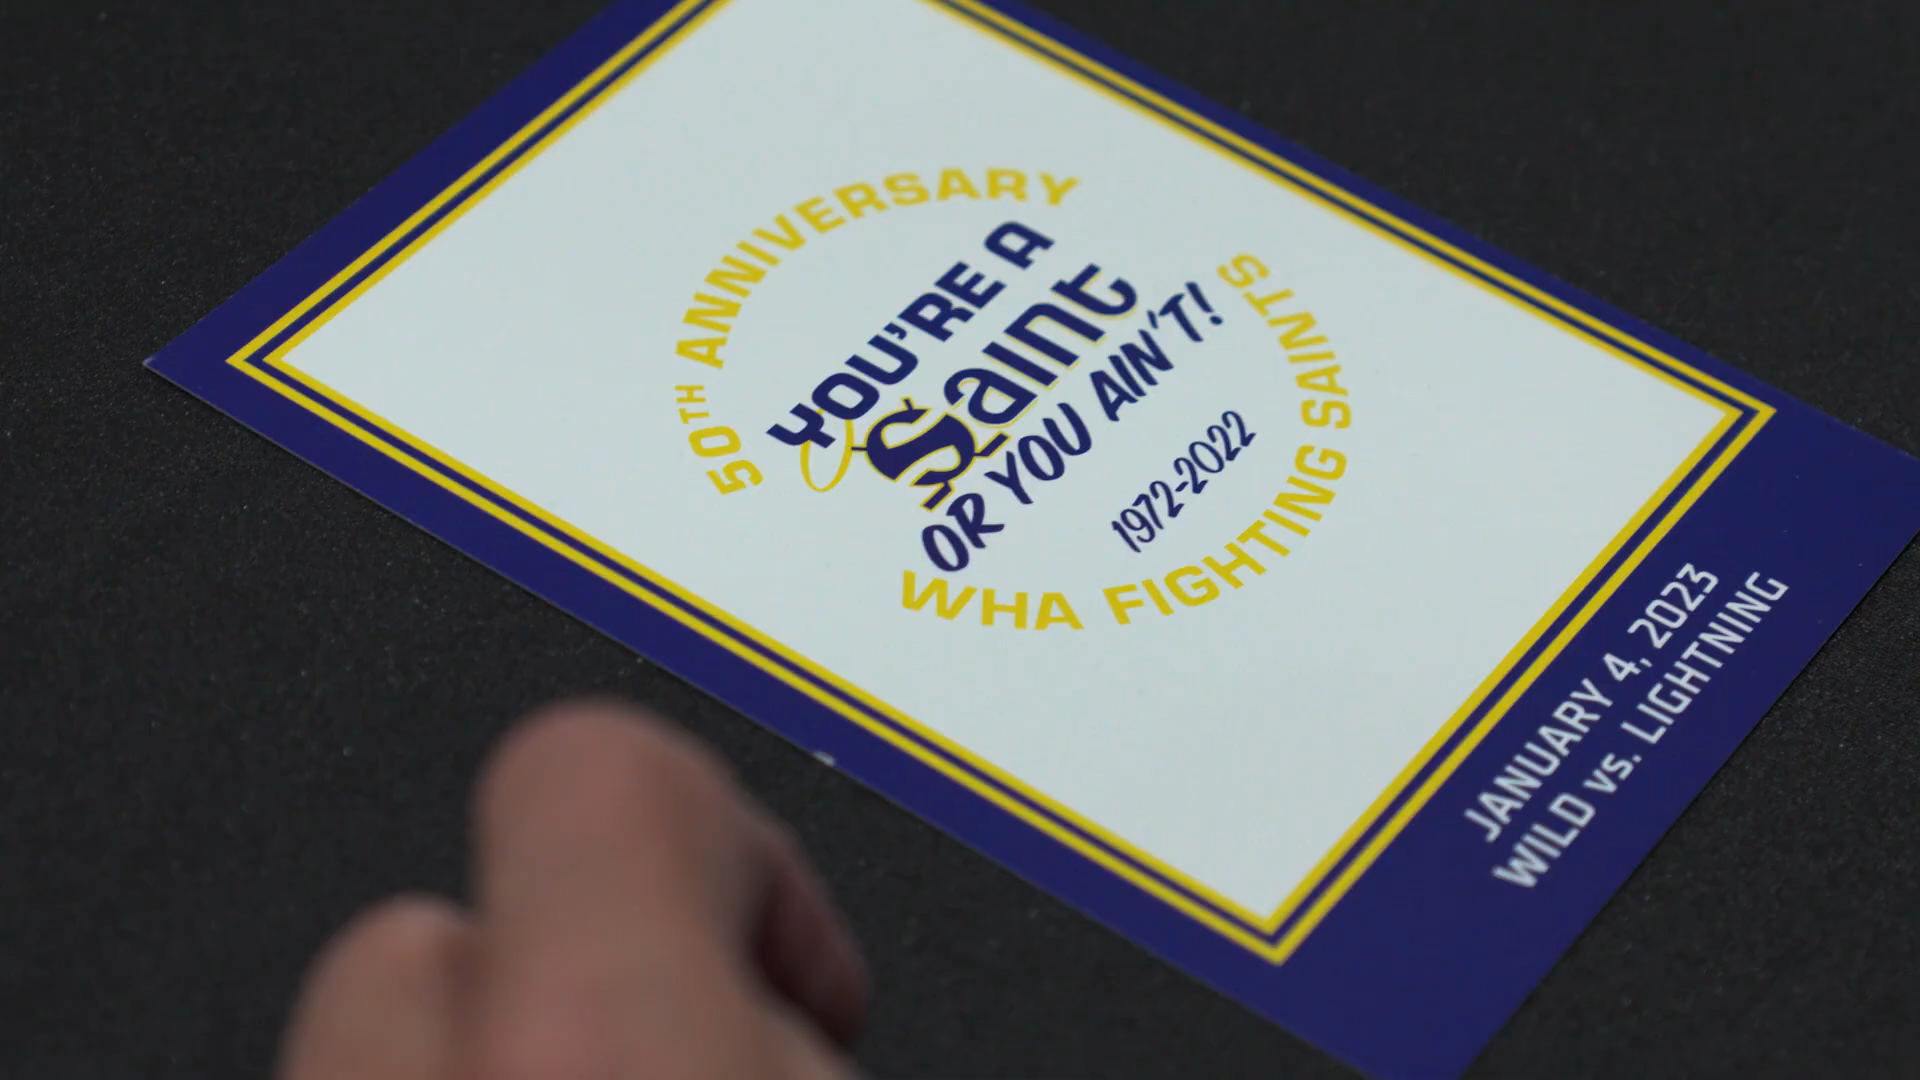 50TH ANNIVERSARY
YOU'RE A
Saint
OR YOU AIN'T!
1972-2022
WHA FIGHTING SAINTS
JANUARY 4, 2023
WILD vs. LIGHTNING